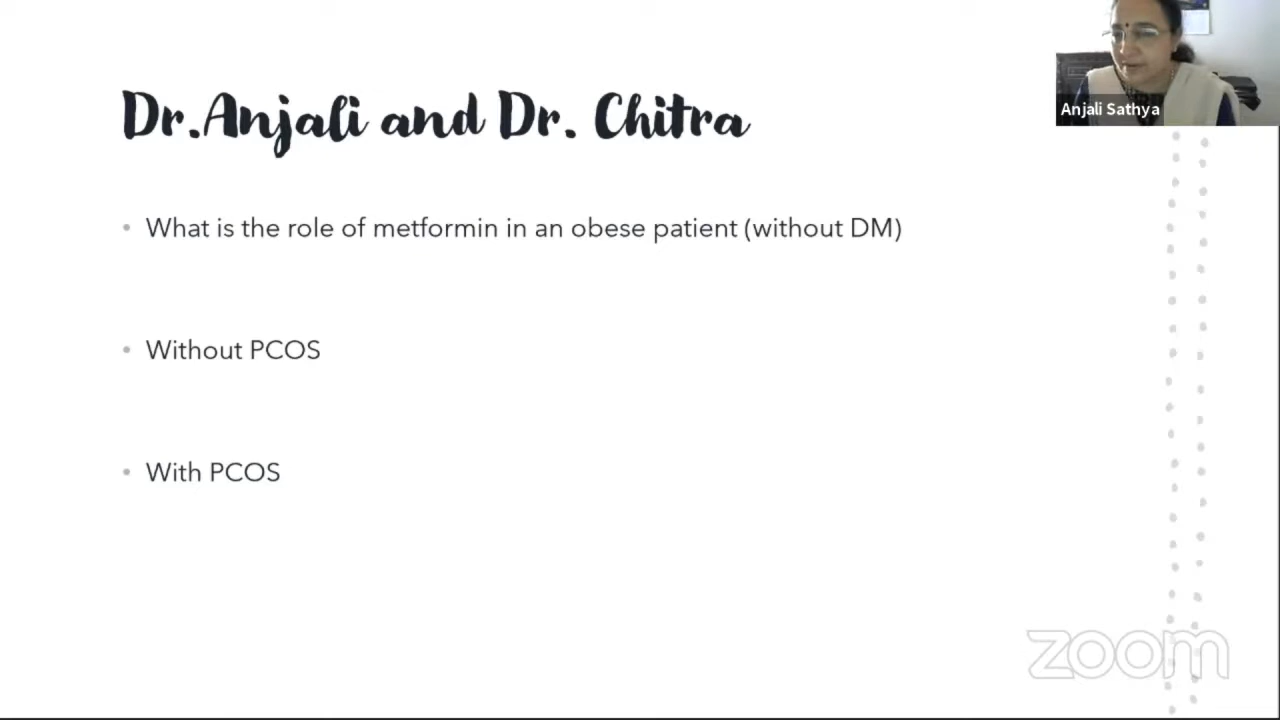 Dr.Anjali and Dr. Chitra
Anjali Sathya
• What is the role of metformin in an obese patient (without DM)
• Without PCOS
• With PCOS
zoom